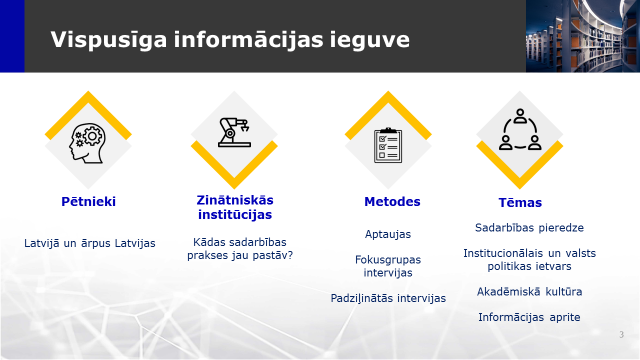 Vispusīga informācijas ieguve
Pētnieki
Latvijā un ārpus Latvijas
Zinātniskās
institūcijas
Kādas sadarbības
prakses jau pastāv?
Metodes
Aptaujas
Fokusgrupas
intervijas
Padziļinātās intervijas
Tēmas
Sadarbības pieredze
Institucionālais un valsts
politikas ietvars
Akadēmiskā kultūra
Informācijas aprite
3